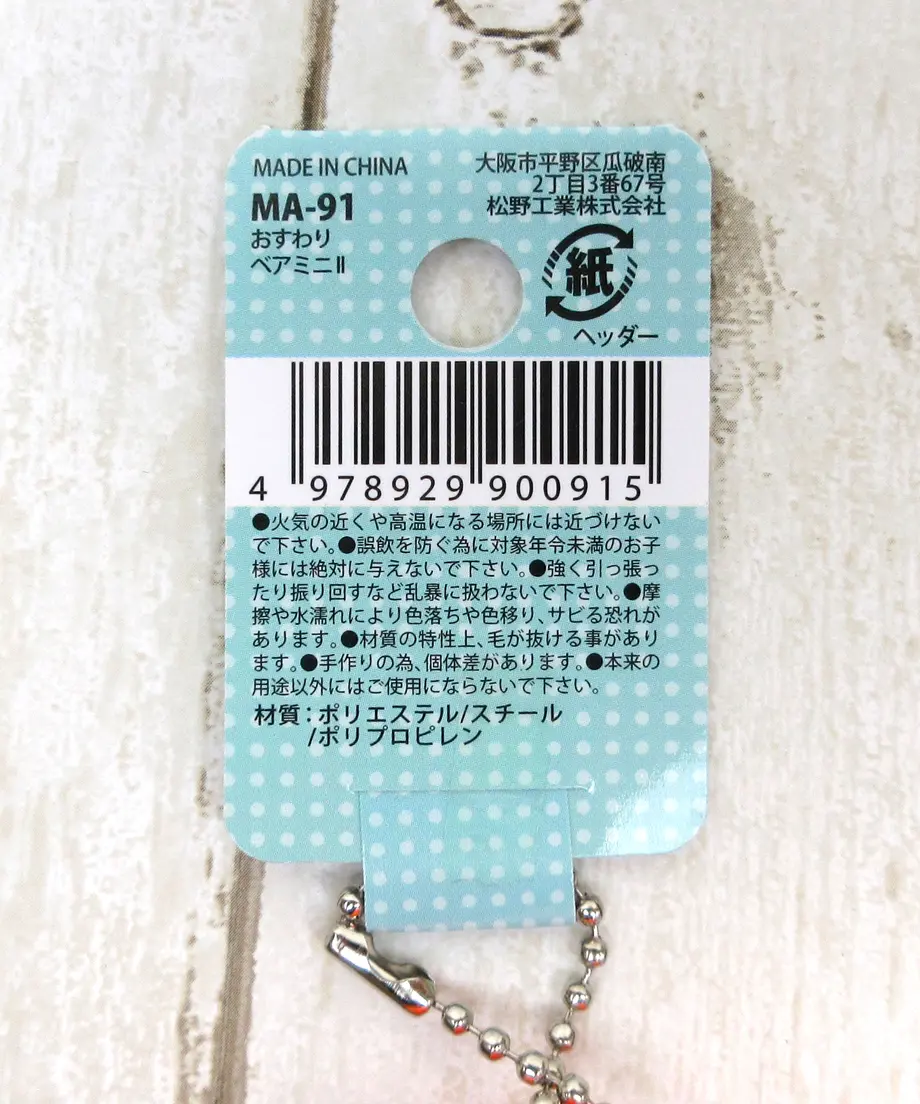 MADE IN CHINA
MA-91
おすわり
ベアミニⅡ
大阪市平野区瓜破南
2丁目3番67号
松野工業株式会社
紙
ヘッダー
4 978929 900915
●火気の近くや高温になる場所には近づけない
で下さい。●誤飲を防ぐ為に対象年令未満のお子
様には絶対に与えないで下さい。●強く引っ張っ
たり振り回すなど乱暴に扱わないで下さい。●摩
擦や水濡れにより色落ちや色移り、サビる恐れが
あります。●材質の特性上、毛が抜ける事があり
ます。●手作りの為、個体差があります。●本来の
用途以外にはご使用にならないで下さい。
材質：ポリエステル/スチール
/ポリプロピレン